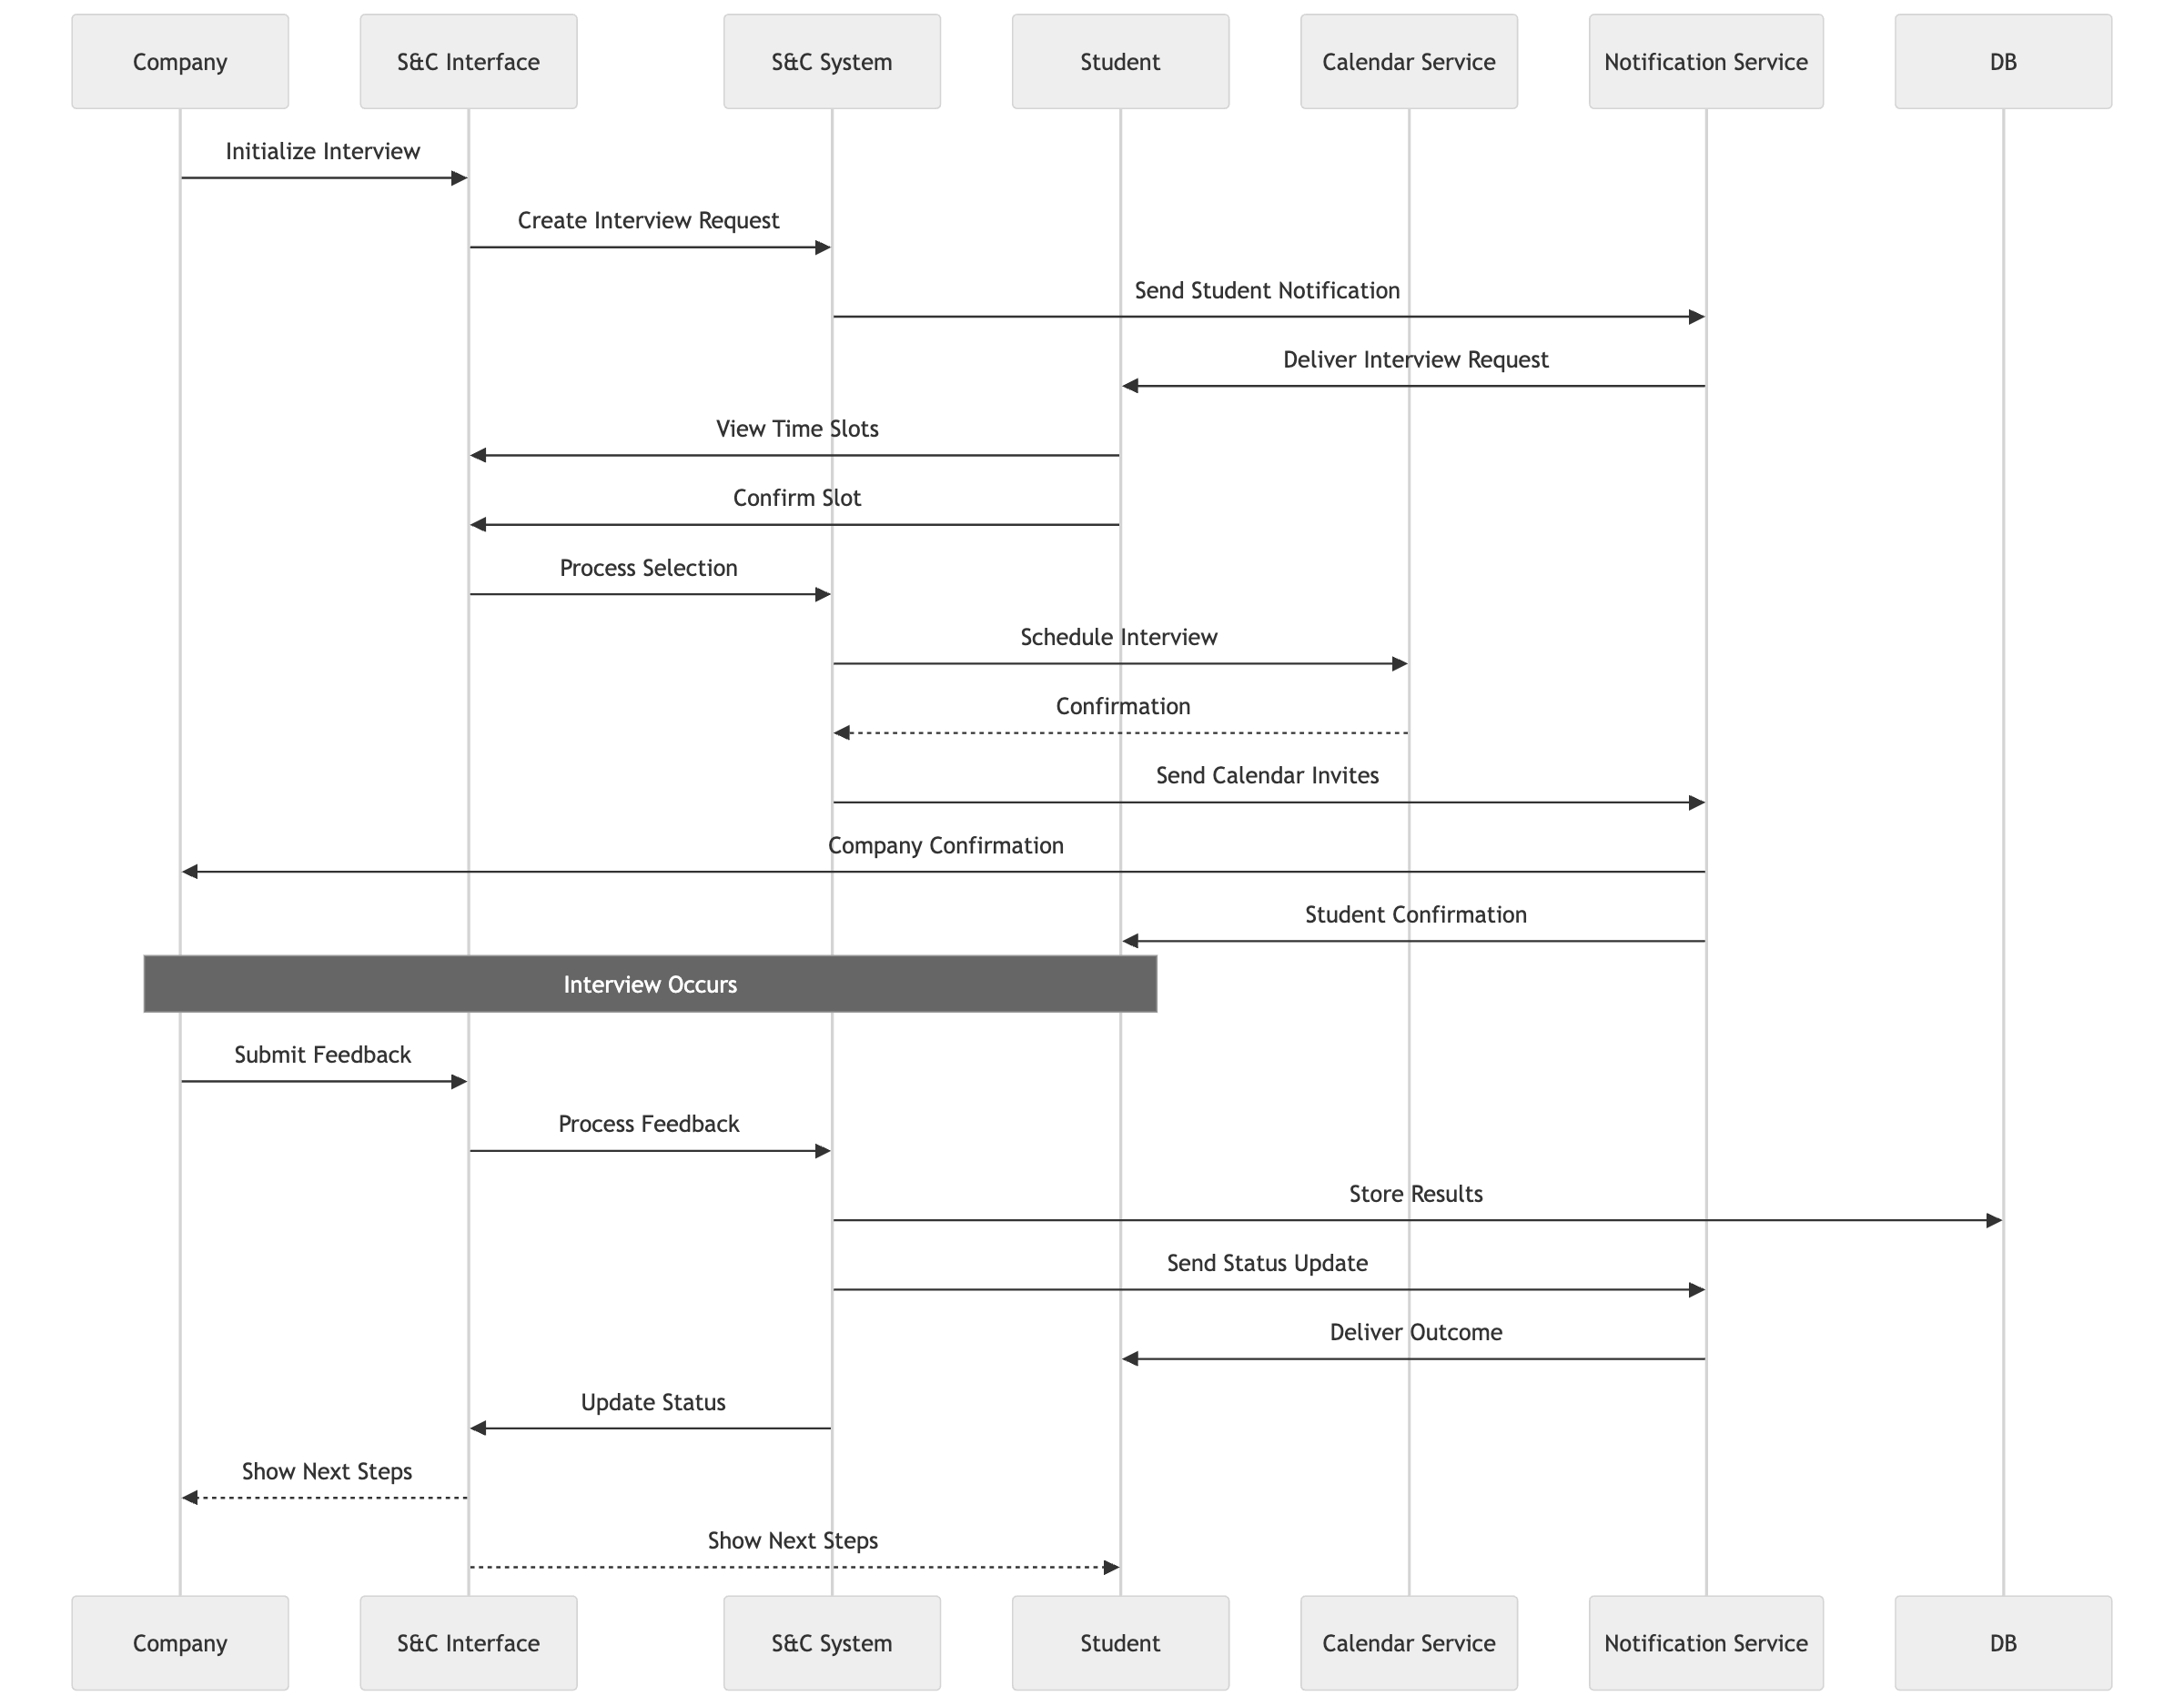 Company
S&C Interface
S&C System
Student
Calendar Service
Notification Service
DB
Initialize Interview
Create Interview Request
Send Student Notification
Deliver Interview Request
View Time Slots
Confirm Slot
Process Selection
Schedule Interview
Confirmation
Send Calendar Invites
Company Confirmation
Student Confirmation
Interview Occurs
Submit Feedback
Process Feedback
Store Results
Send Status Update
Deliver Outcome
Update Status
Show Next Steps
Show Next Steps
Company
S&C Interface
S&C System
Student
Calendar Service
Notification Service
DB